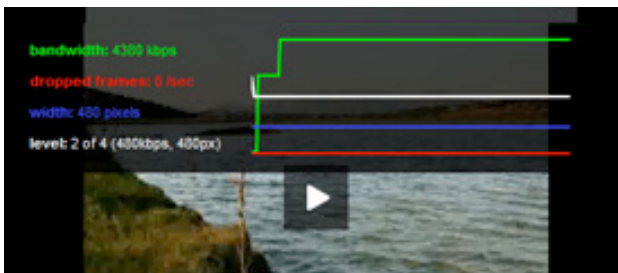 bandwidth: 4380 kbps
dropped frames: 0 /sec
width: 480 pixels
level: 2 of 4 (480kbps, 480px)